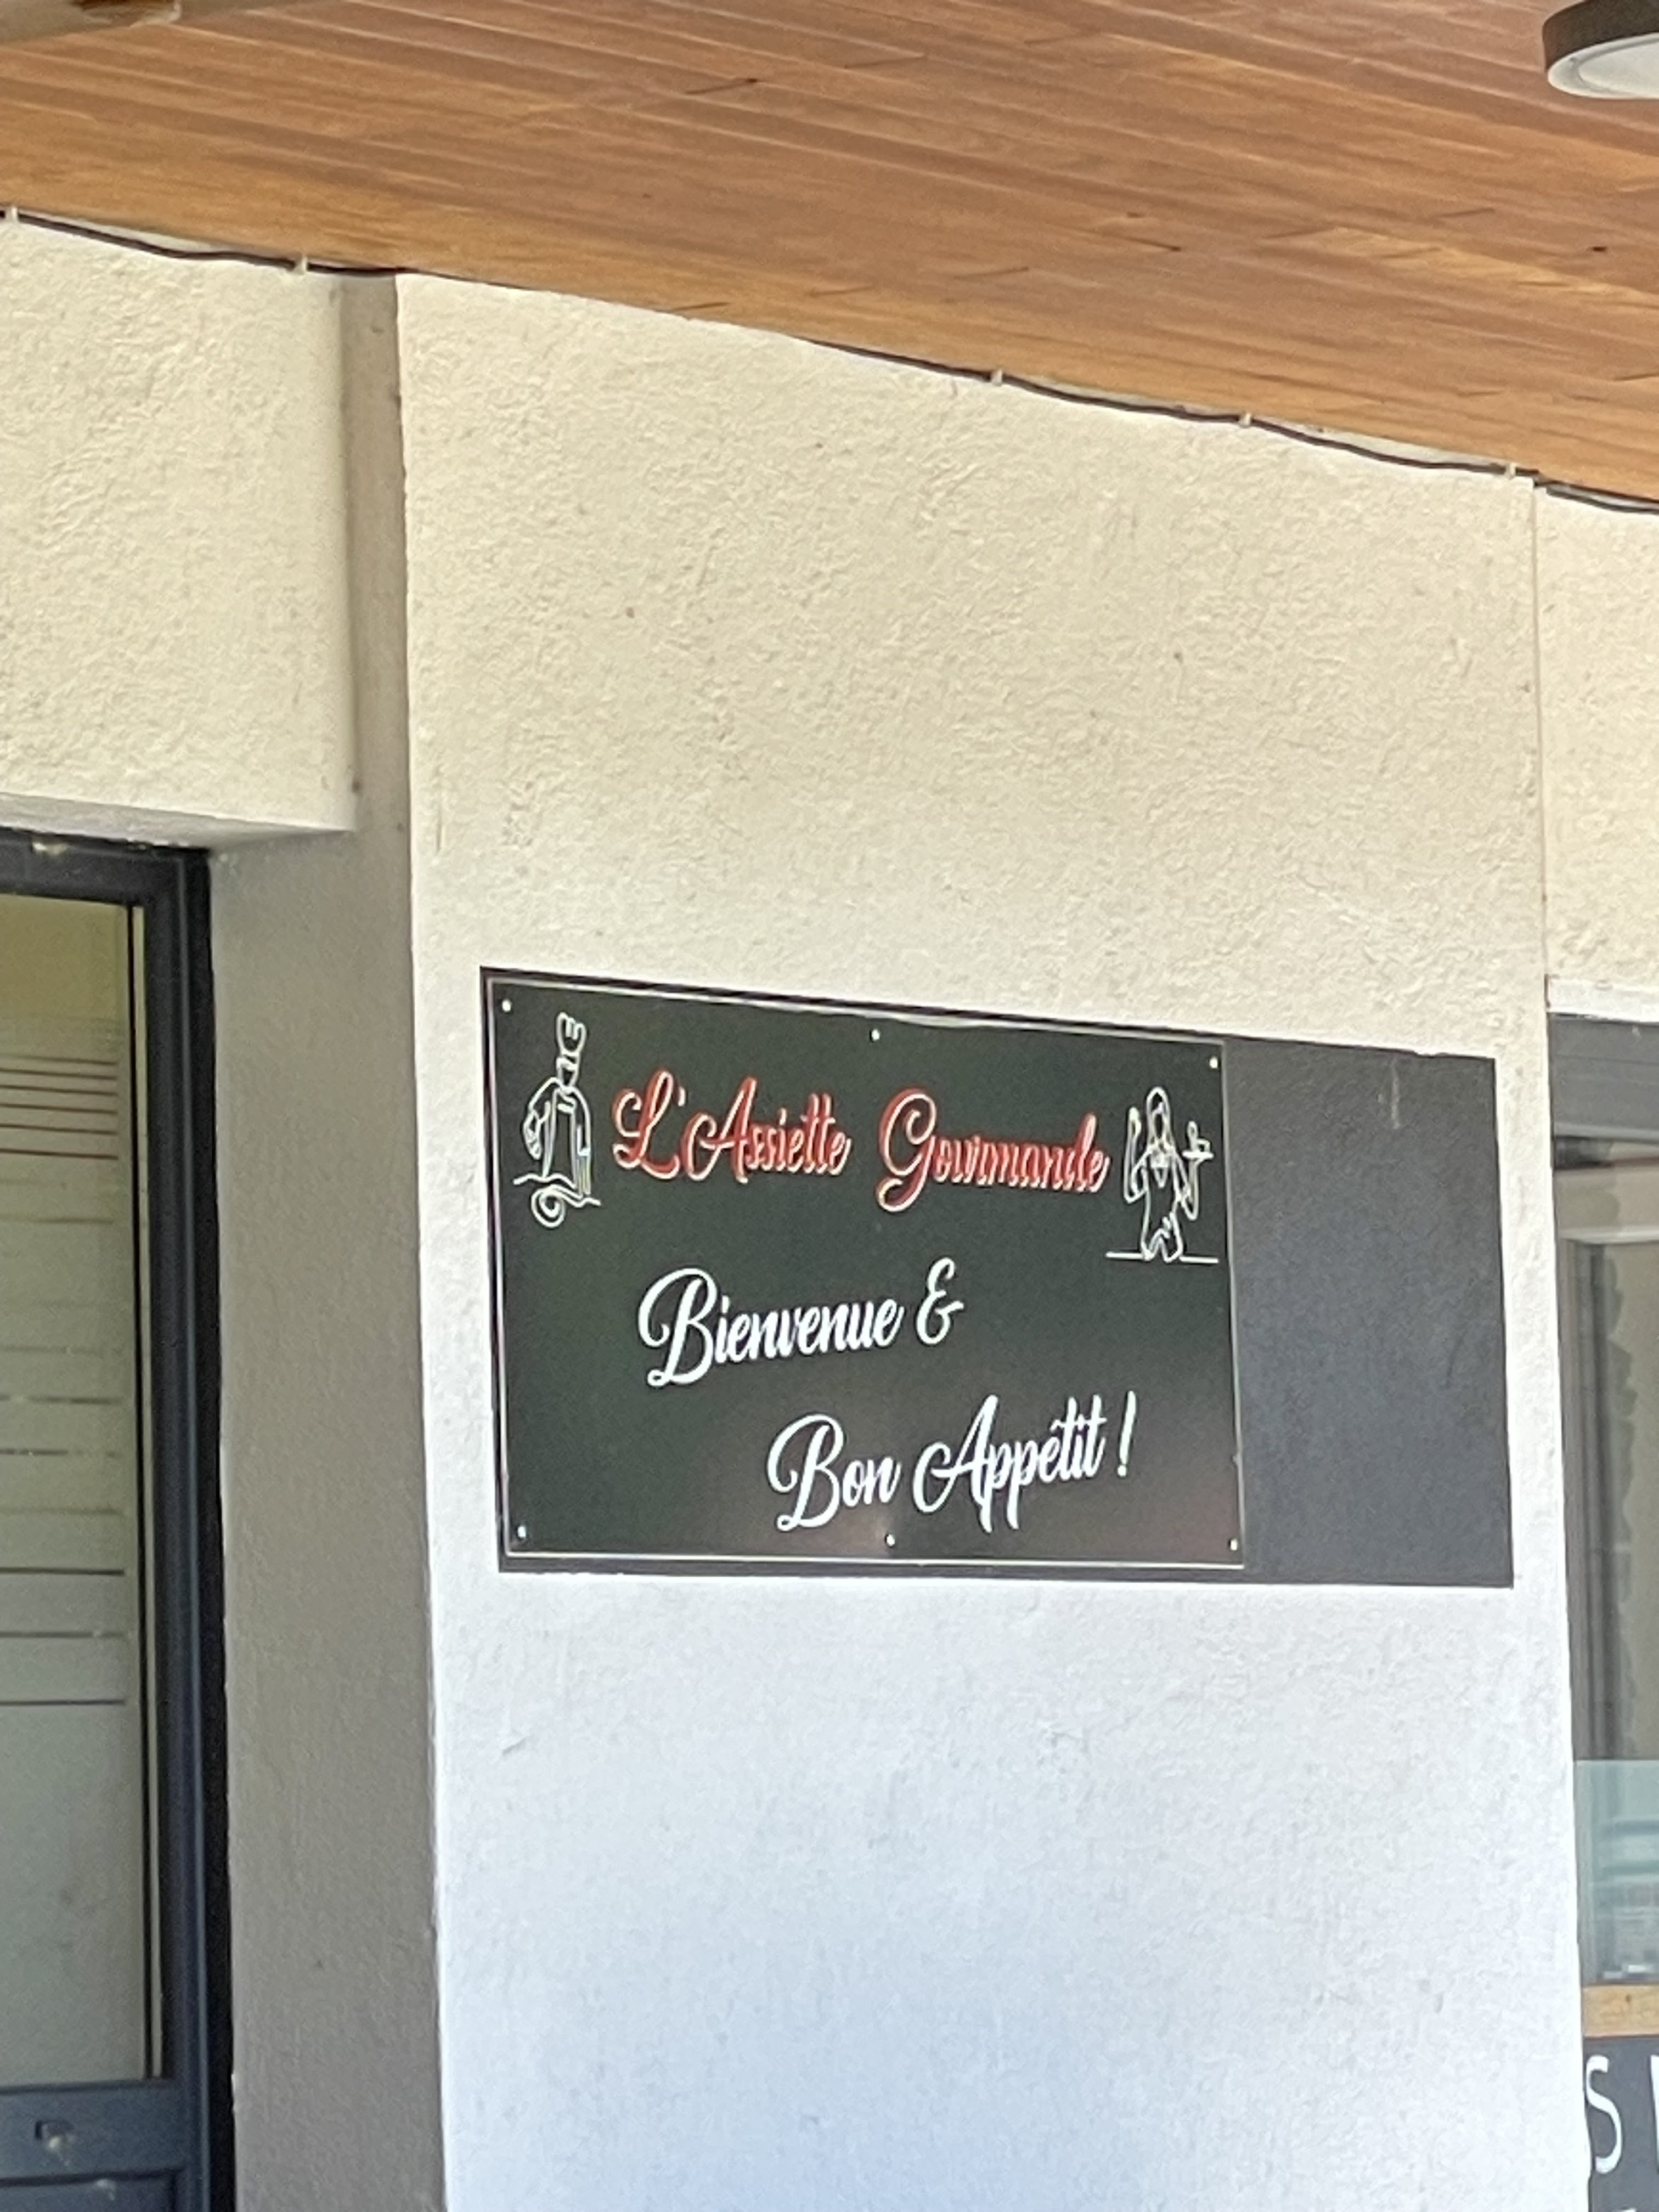 L'Assiette Gourmande
Bienvenue &
Bon Appétit !
S